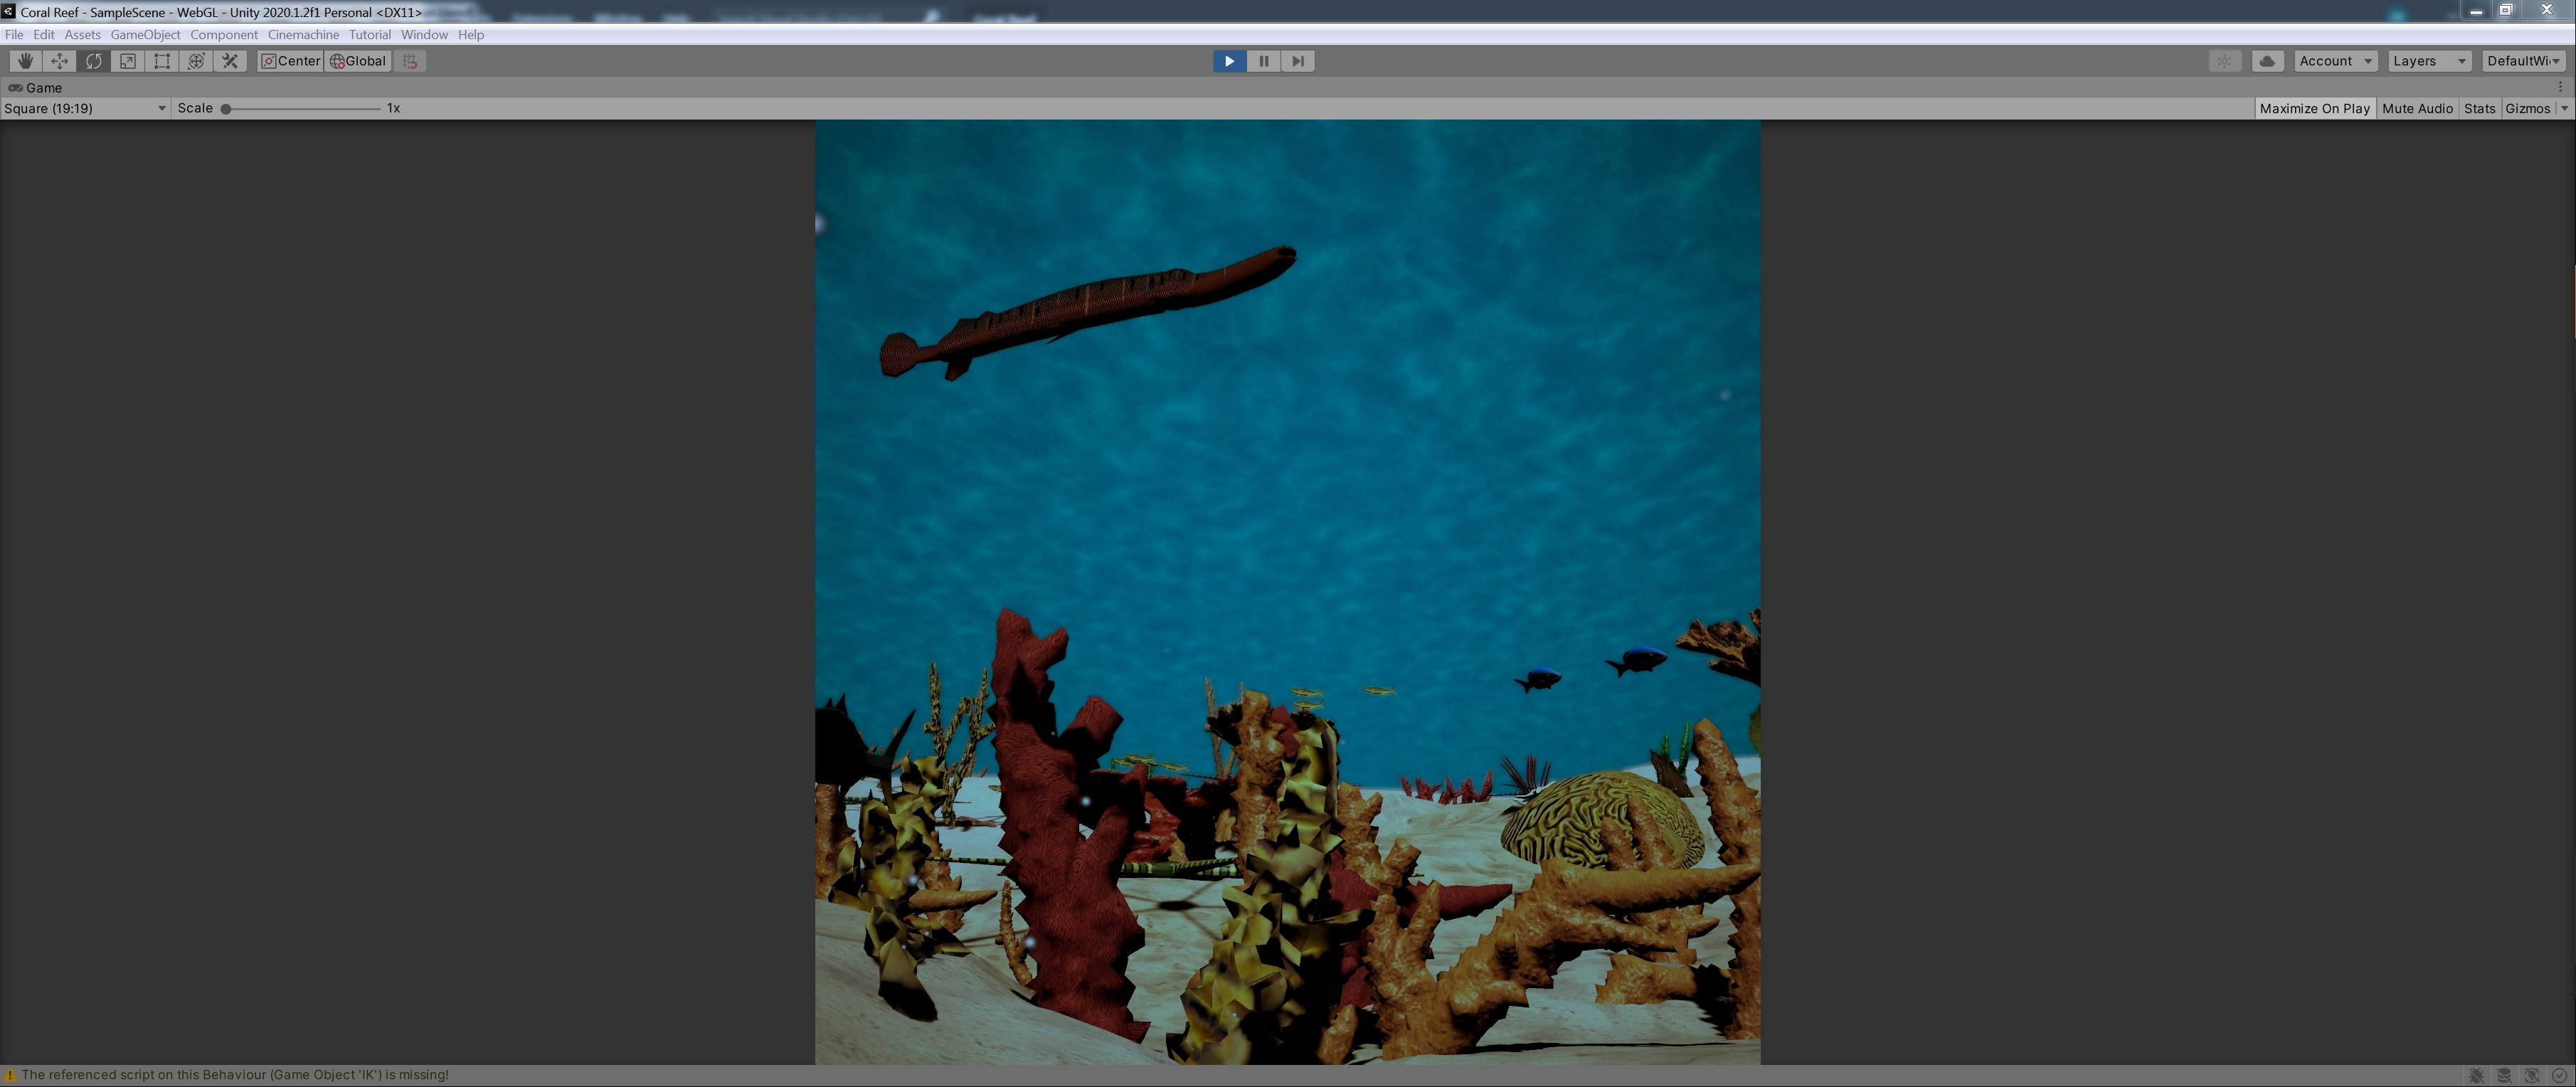 Coral Reef - SampleScene - WebGL - Unity 2020.1.2f1 Personal <DX11>
File Edit Assets GameObject Component Cinemachine Tutorial Window Help
Center Global Account Layers DefaultWi
Game
Square (19:19) Scale 1x Maximize On Play Mute Audio Stats Gizmos
The referenced script on this Behaviour (Game Object 'IK') is missing!